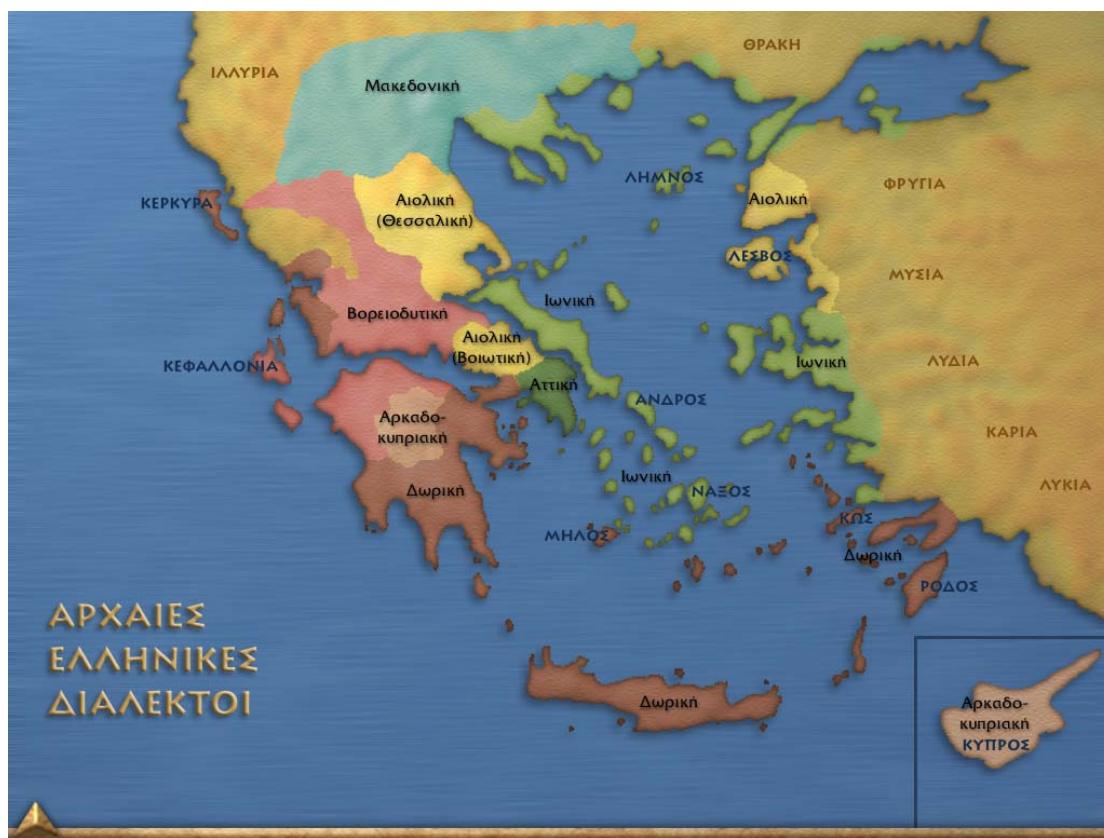 ΘΡΑΚΗ
ΙΛΛΥΡΙΑ
Μακεδονική
ΛΗΜΝΟΣ
ΦΡΥΓΙΑ
ΚΕΡΚΥΡΑ
Αιολική
(Θεσσαλική)
Αιολική
ΛΕΣΒΟΣ
ΜΥΣΙΑ
Ιωνική
Βορειοδυτική
Αιολική
(Βοιωτική)
ΚΕΦΑΛΛΟΝΙΑ
Ιωνική
ΛΥΔΙΑ
Αττική
ΑΝΔΡΟΣ
Αρκαδο-
κυπριακή
ΚΑΡΙΑ
Ιωνική
Δωρική
ΝΑΞΟΣ
ΛΥΚΙΑ
ΜΗΛΟΣ
ΚΩΣ
Δωρική
ΡΟΔΟΣ
ΑΡΧΑΙΕΣ
ΕΛΛΗΝΙΚΕΣ
ΔΙΑΛΕΚΤΟΙ
Δωρική
Αρκαδο-
κυπριακή
ΚΥΠΡΟΣ